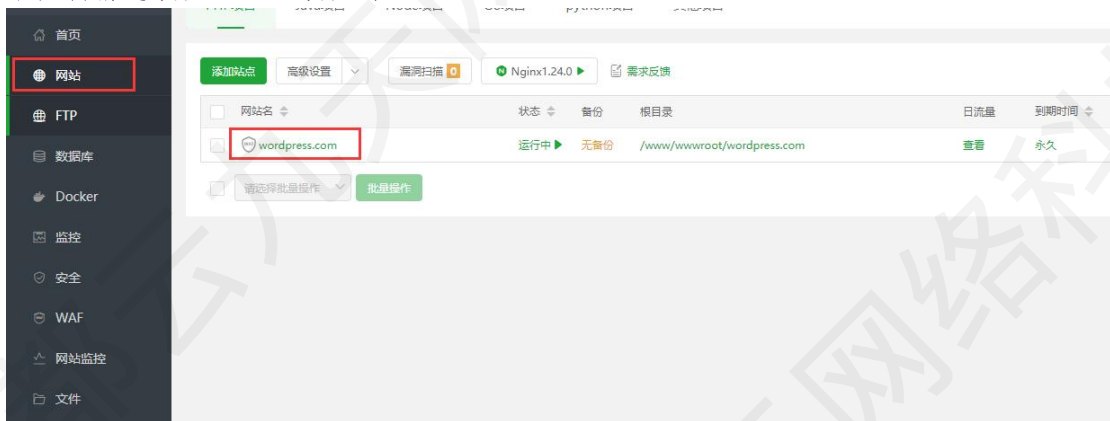 首页
网站
FTP
数据库
Docker
监控
安全
WAF
网站监控
文件
添加站点 高级设置 漏洞扫描 0 Nginx1.24.0 需求反馈
网站名 状态 备份 根目录 日流量 到期时间
wordpress.com 运行中 无备份 /www/wwwroot/wordpress.com 查看 永久
请选择批量操作 批量操作